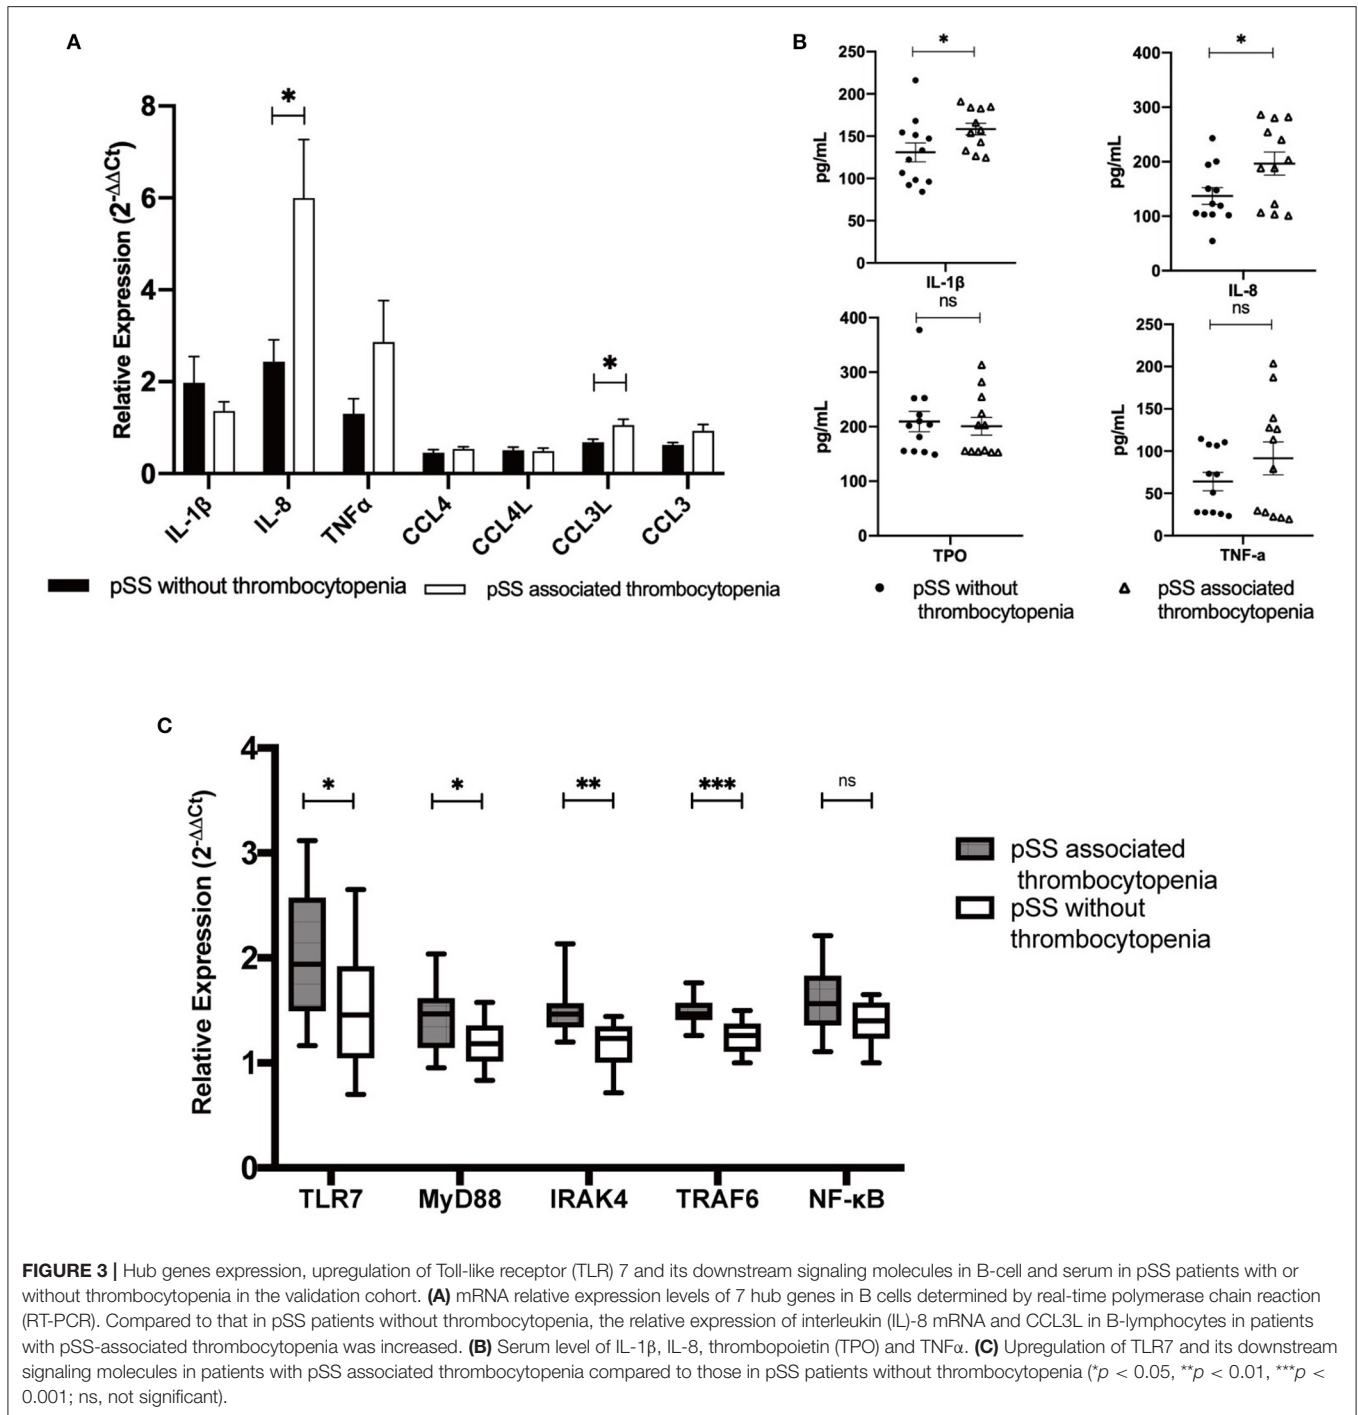 A
Relative Expression (2-ΔΔCt)
8
6
4
2
0
*
*
IL-1β
IL-8
TNFα
CCL4
CCL4L
CCL3L
CCL3
pSS without thrombocytopenia
pSS associated thrombocytopenia
B
pg/mL
250
200
150
100
50
0
*
IL-1β
pg/mL
400
300
200
100
0
*
IL-8
pg/mL
400
300
200
100
0
ns
TPO
pg/mL
250
200
150
100
50
0
ns
TNF-a
pSS without
thrombocytopenia
pSS associated
thrombocytopenia
C
Relative Expression (2-ΔΔCt)
4
3
2
1
0
*
*
**
***
ns
TLR7
MyD88
IRAK4
TRAF6
NF-κB
pSS associated
thrombocytopenia
pSS without
thrombocytopenia
FIGURE 3 | Hub genes expression, upregulation of Toll-like receptor (TLR) 7 and its downstream signaling molecules in B-cell and serum in pSS patients with or
without thrombocytopenia in the validation cohort. (A) mRNA relative expression levels of 7 hub genes in B cells determined by real-time polymerase chain reaction
(RT-PCR). Compared to that in pSS patients without thrombocytopenia, the relative expression of interleukin (IL)-8 mRNA and CCL3L in B-lymphocytes in patients
with pSS-associated thrombocytopenia was increased. (B) Serum level of IL-1β, IL-8, thrombopoietin (TPO) and TNFα. (C) Upregulation of TLR7 and its downstream
signaling molecules in patients with pSS associated thrombocytopenia compared to those in pSS patients without thrombocytopenia (*p < 0.05, **p < 0.01, ***p <
0.001; ns, not significant).